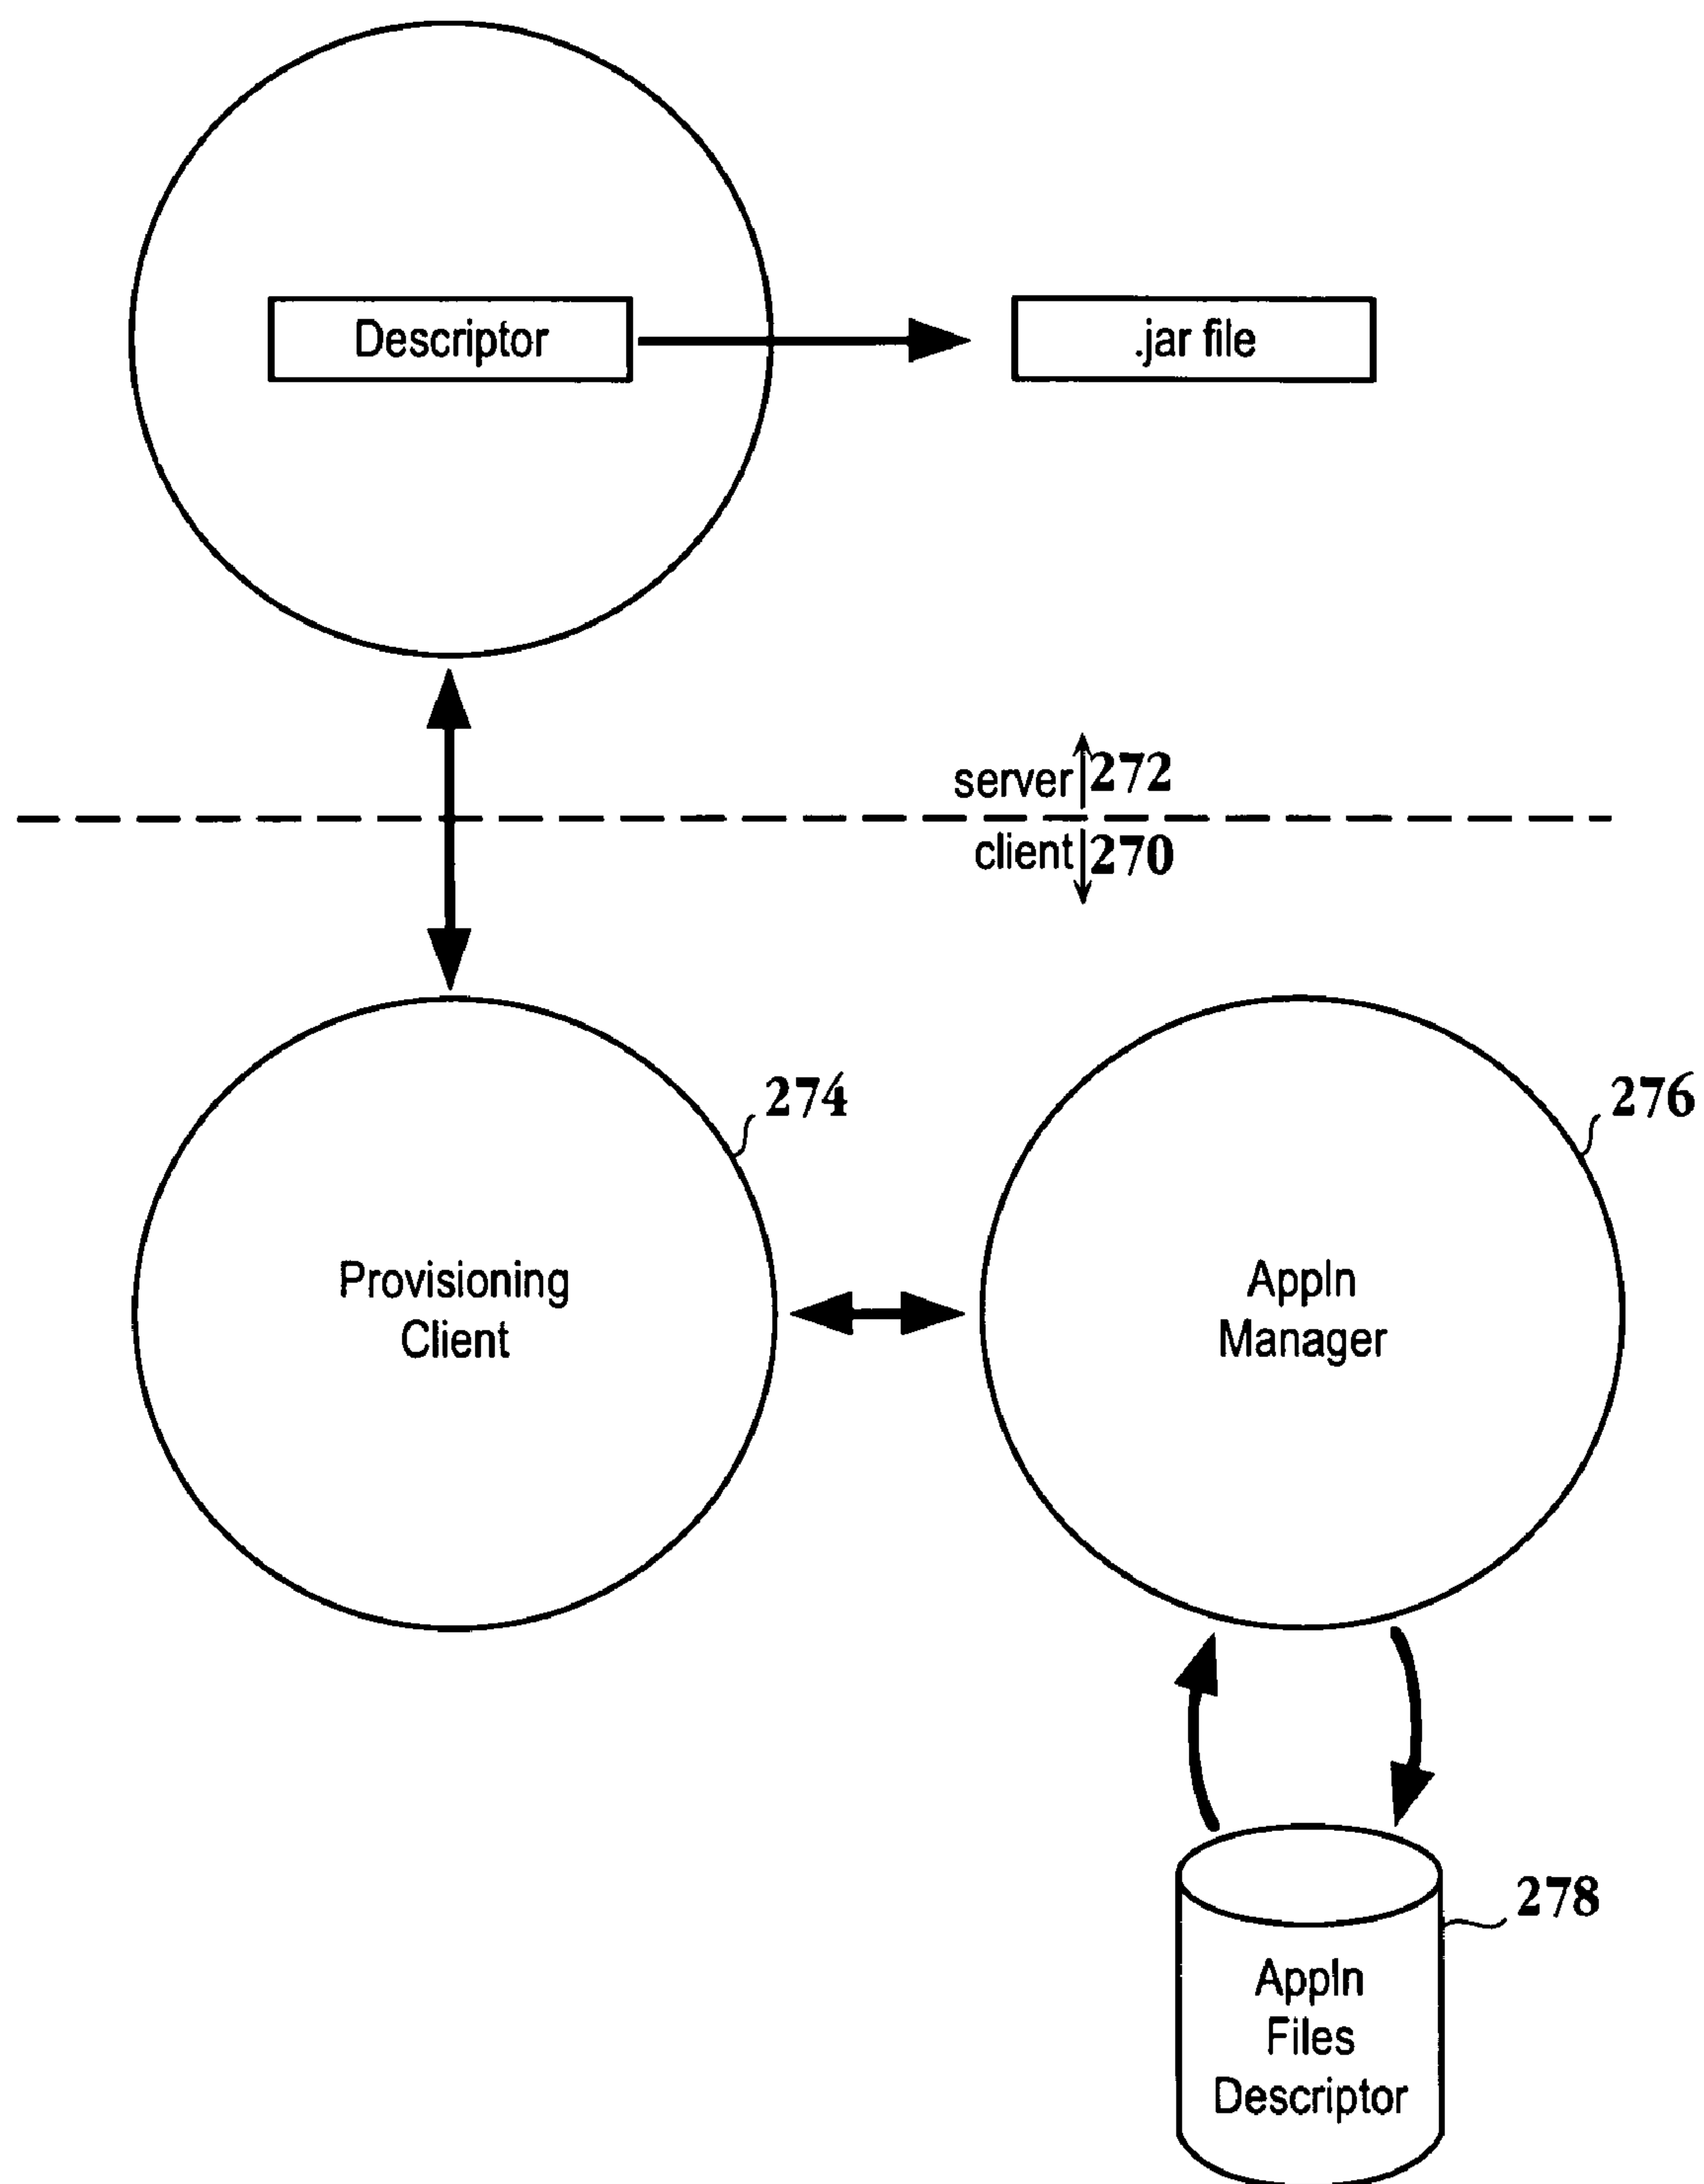 Descriptor
.jar file
server 272
client 270
274
276
Provisioning
Client
Appln
Manager
278
Appln
Files
Descriptor